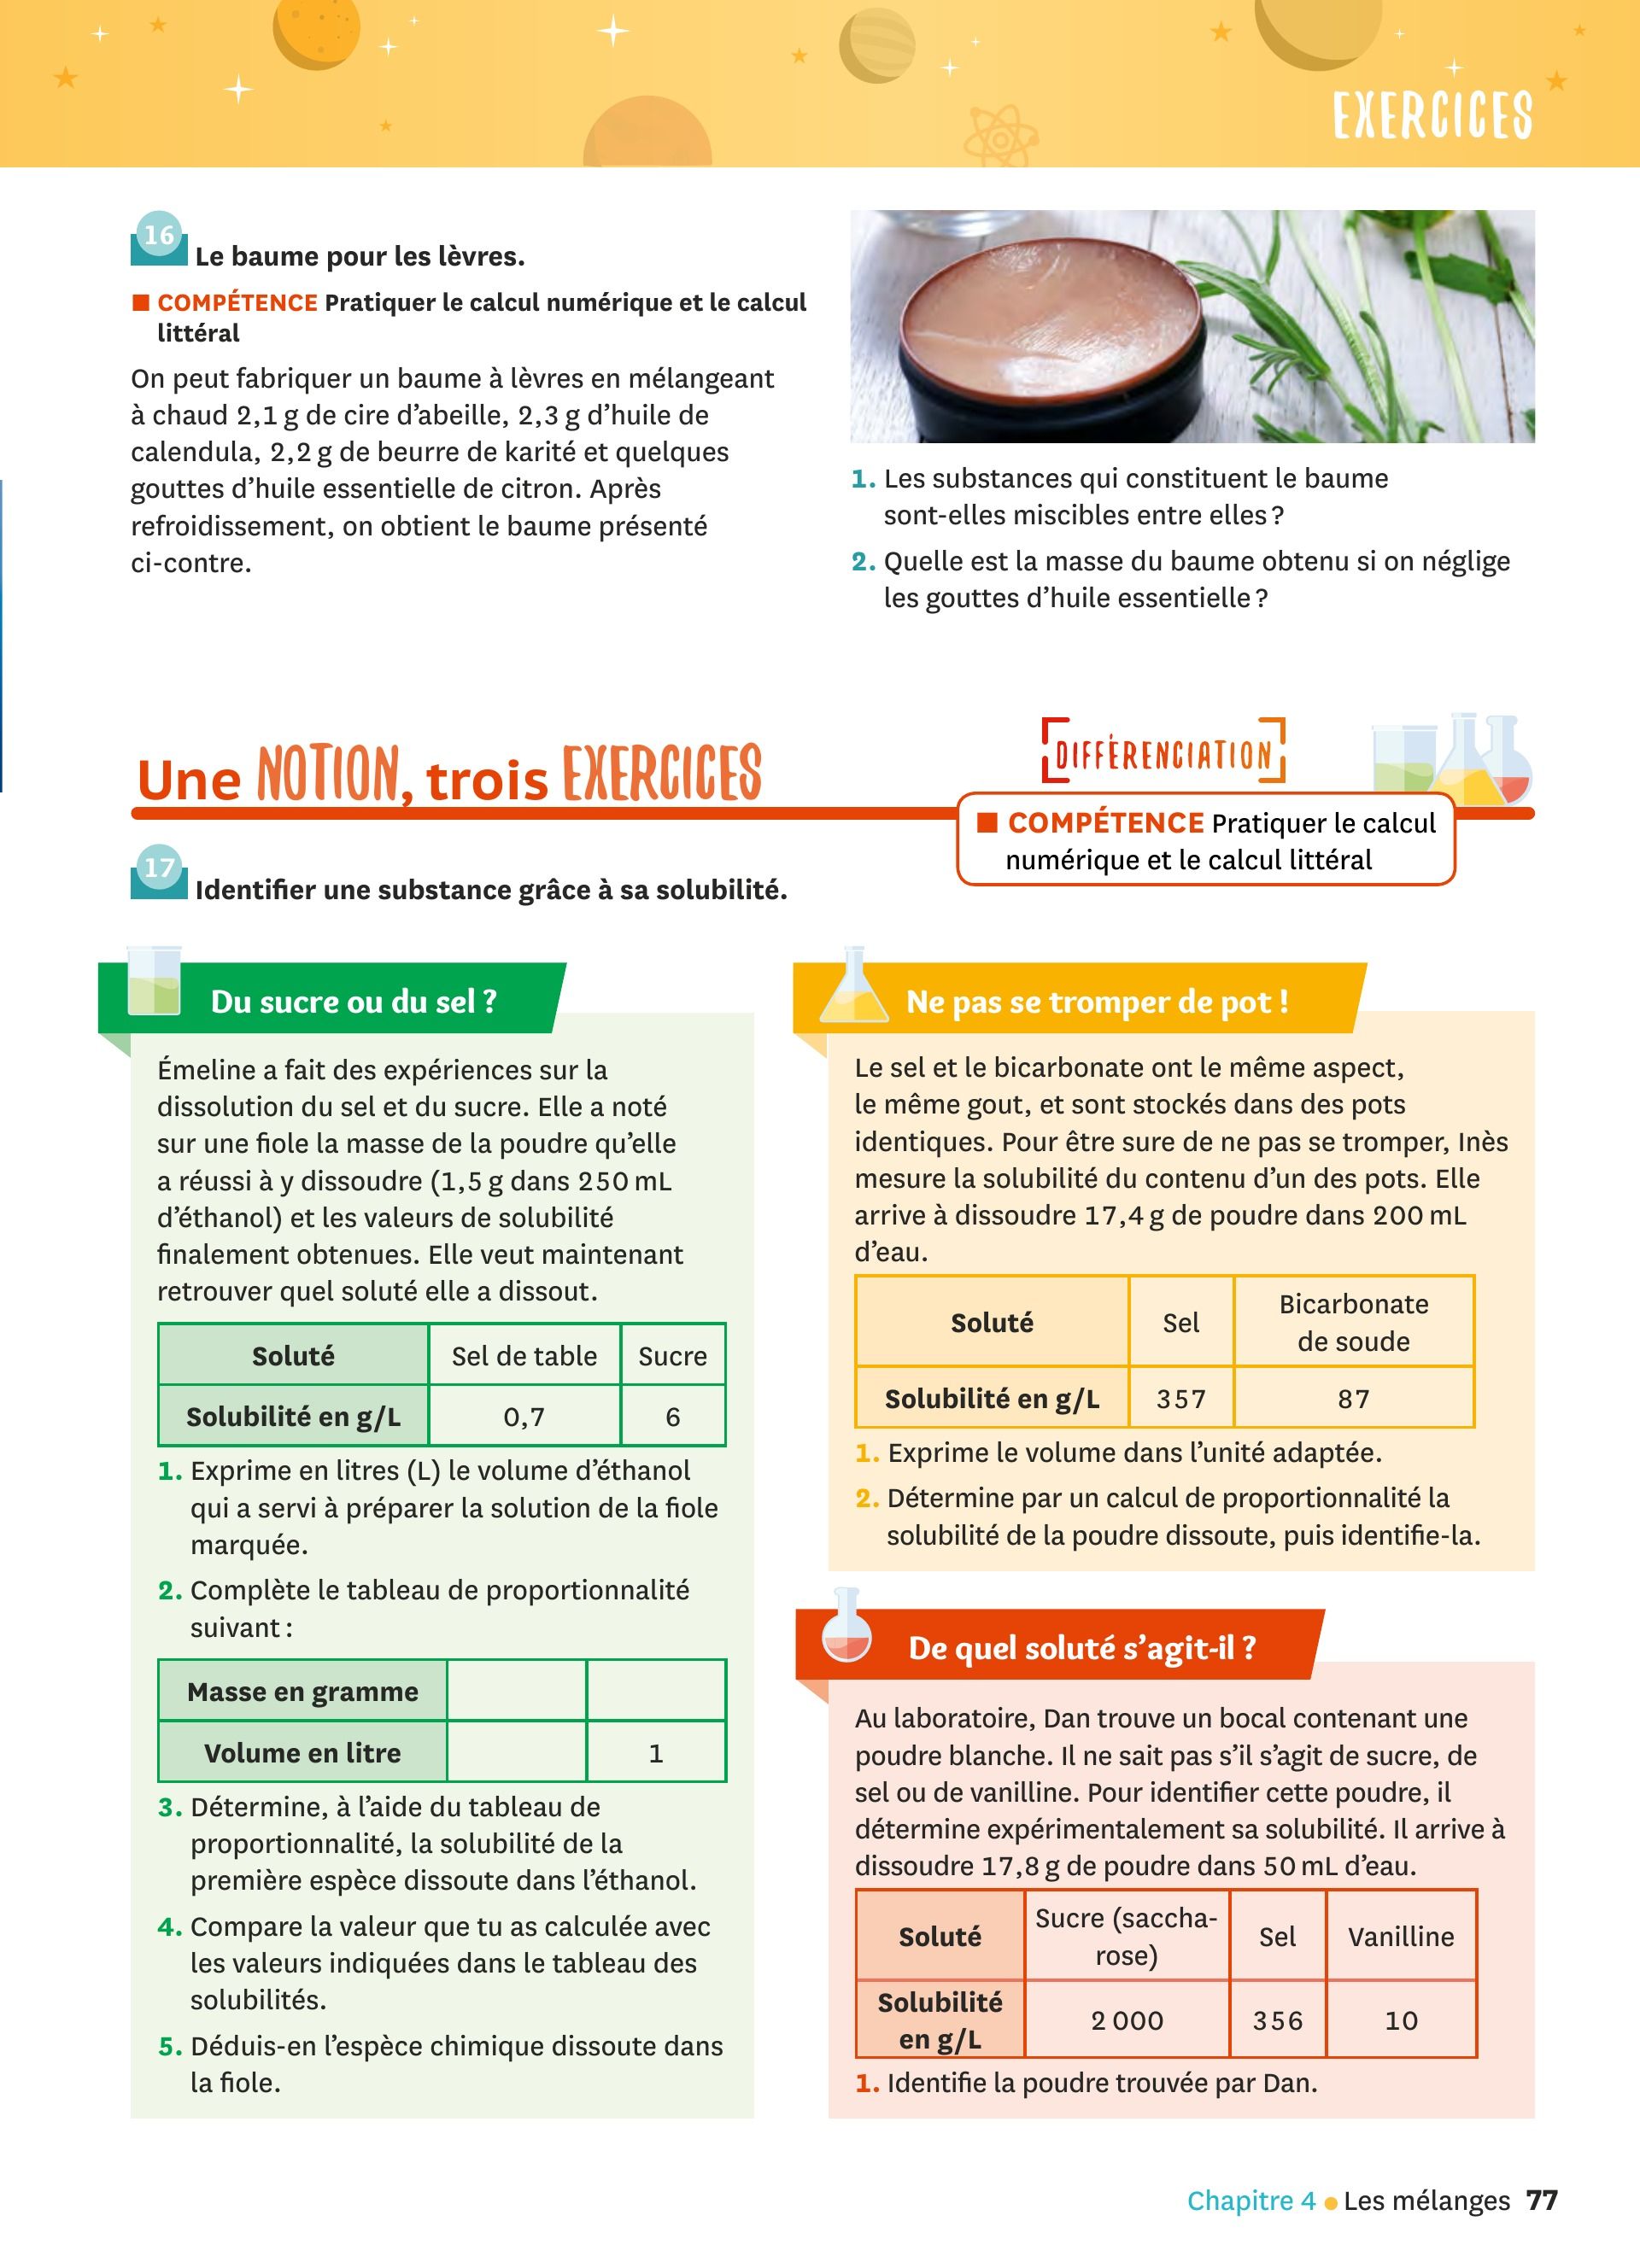 EXERCICES
16
Le baume pour les lèvres.
■ COMPÉTENCE Pratiquer le calcul numérique et le calcul
littéral
On peut fabriquer un baume à lèvres en mélangeant
à chaud 2,1 g de cire d'abeille, 2,3 g d'huile de
calendula, 2,2 g de beurre de karité et quelques
gouttes d'huile essentielle de citron. Après
refroidissement, on obtient le baume présenté
ci-contre.
1. Les substances qui constituent le baume
sont-elles miscibles entre elles ?
2. Quelle est la masse du baume obtenu si on néglige
les gouttes d'huile essentielle ?
Une NOTION, trois EXERCICES
DIFFÉRENCIATION
■ COMPÉTENCE Pratiquer le calcul
numérique et le calcul littéral
17
Identifier une substance grâce à sa solubilité.
Du sucre ou du sel ?
Émeline a fait des expériences sur la
dissolution du sel et du sucre. Elle a noté
sur une fiole la masse de la poudre qu'elle
a réussi à y dissoudre (1,5 g dans 250 mL
d'éthanol) et les valeurs de solubilité
finalement obtenues. Elle veut maintenant
retrouver quel soluté elle a dissout.
Soluté Sel de table Sucre
Solubilité en g/L 0,7 6
1. Exprime en litres (L) le volume d'éthanol
qui a servi à préparer la solution de la fiole
marquée.
2. Complète le tableau de proportionnalité
suivant :
Masse en gramme
Volume en litre 1
3. Détermine, à l'aide du tableau de
proportionnalité, la solubilité de la
première espèce dissoute dans l'éthanol.
4. Compare la valeur que tu as calculée avec
les valeurs indiquées dans le tableau des
solubilités.
5. Déduis-en l'espèce chimique dissoute dans
la fiole.
Ne pas se tromper de pot !
Le sel et le bicarbonate ont le même aspect,
le même gout, et sont stockés dans des pots
identiques. Pour être sure de ne pas se tromper, Inès
mesure la solubilité du contenu d'un des pots. Elle
arrive à dissoudre 17,4 g de poudre dans 200 mL
d'eau.
Soluté Sel Bicarbonate
de soude
Solubilité en g/L 357 87
1. Exprime le volume dans l'unité adaptée.
2. Détermine par un calcul de proportionnalité la
solubilité de la poudre dissoute, puis identifie-la.
De quel soluté s'agit-il ?
Au laboratoire, Dan trouve un bocal contenant une
poudre blanche. Il ne sait pas s'il s'agit de sucre, de
sel ou de vanilline. Pour identifier cette poudre, il
détermine expérimentalement sa solubilité. Il arrive à
dissoudre 17,8 g de poudre dans 50 mL d'eau.
Soluté Sucre (saccha-
rose) Sel Vanilline
Solubilité
en g/L 2 000 356 10
1. Identifie la poudre trouvée par Dan.
Chapitre 4 ● Les mélanges 77